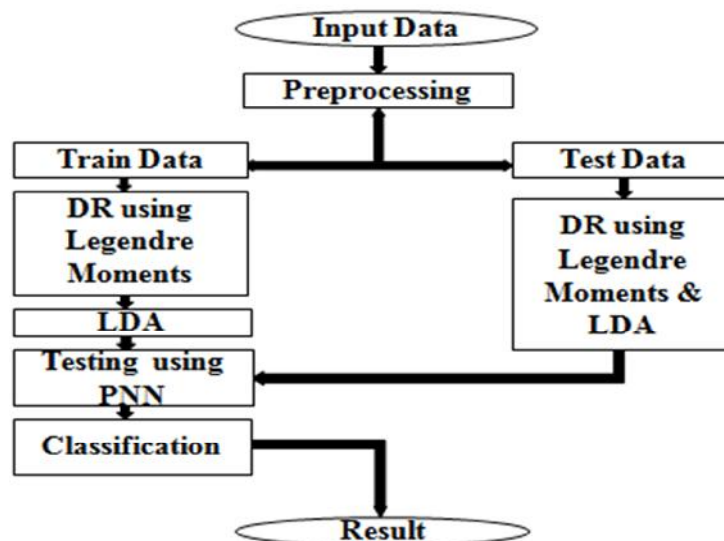 Input Data
Preprocessing
Train Data
Test Data
DR using
Legendre
Moments
DR using
Legendre
Moments &
LDA
LDA
Testing using
PNN
Classification
Result